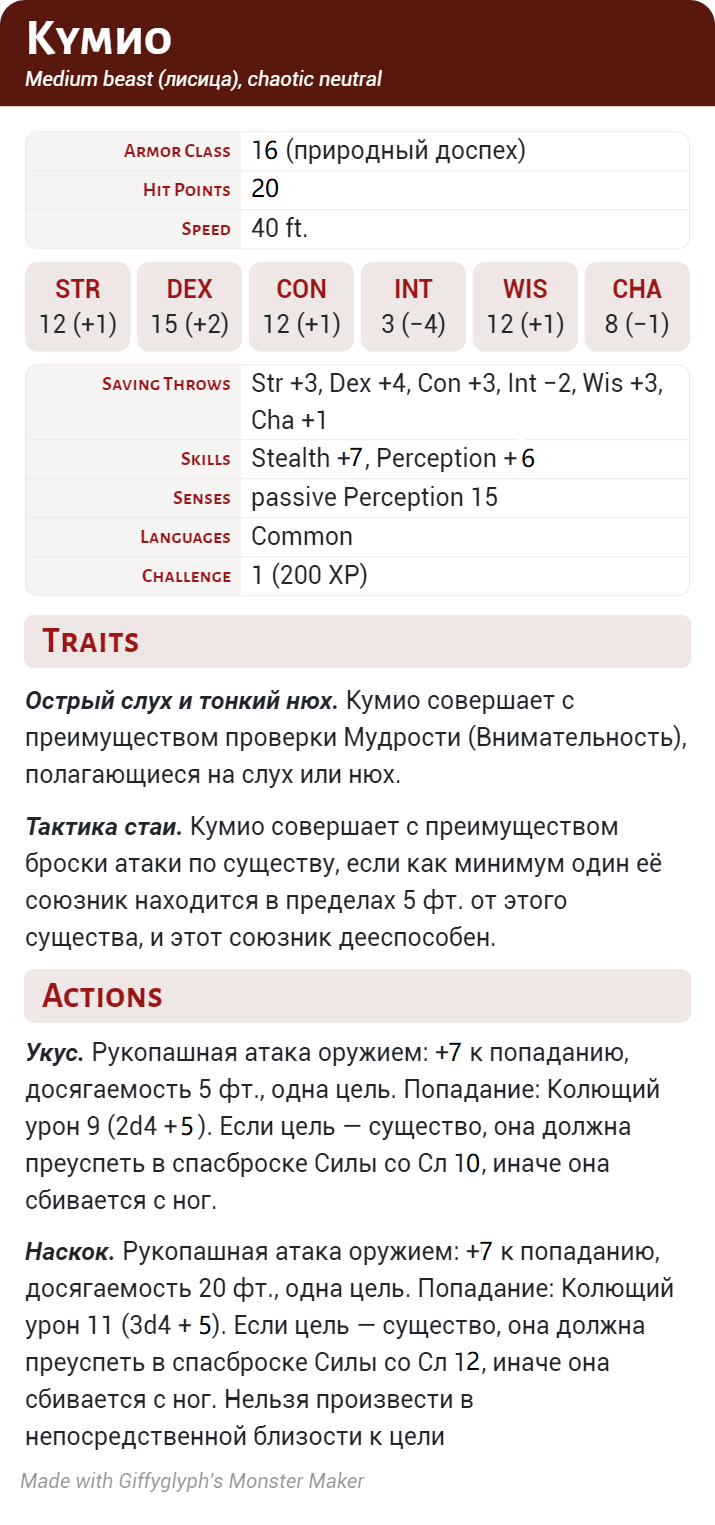 Кумио
Medium beast (лисица), chaotic neutral
Armor Class 16 (природный доспех)
Hit Points 20
Speed 40 ft.
STR DEX CON INT WIS CHA
12 (+1) 15 (+2) 12 (+1) 3 (−4) 12 (+1) 8 (−1)
Saving Throws Str +3, Dex +4, Con +3, Int −2, Wis +3,
Cha +1
Skills Stealth +7, Perception +6
Senses passive Perception 15
Languages Common
Challenge 1 (200 XP)
Traits
Острый слух и тонкий нюх. Кумио совершает с
преимуществом проверки Мудрости (Внимательность),
полагающиеся на слух или нюх.
Тактика стаи. Кумио совершает с преимуществом
броски атаки по существу, если как минимум один её
союзник находится в пределах 5 фт. от этого
существа, и этот союзник дееспособен.
Actions
Укус. Рукопашная атака оружием: +7 к попаданию,
досягаемость 5 фт., одна цель. Попадание: Колющий
урон 9 (2d4 +5). Если цель — существо, она должна
преуспеть в спасброске Силы со Сл 10, иначе она
сбивается с ног.
Наскок. Рукопашная атака оружием: +7 к попаданию,
досягаемость 20 фт., одна цель. Попадание: Колющий
урон 11 (3d4 + 5). Если цель — существо, она должна
преуспеть в спасброске Силы со Сл 12, иначе она
сбивается с ног. Нельзя произвести в
непосредственной близости к цели
Made with Giffyglyph's Monster Maker